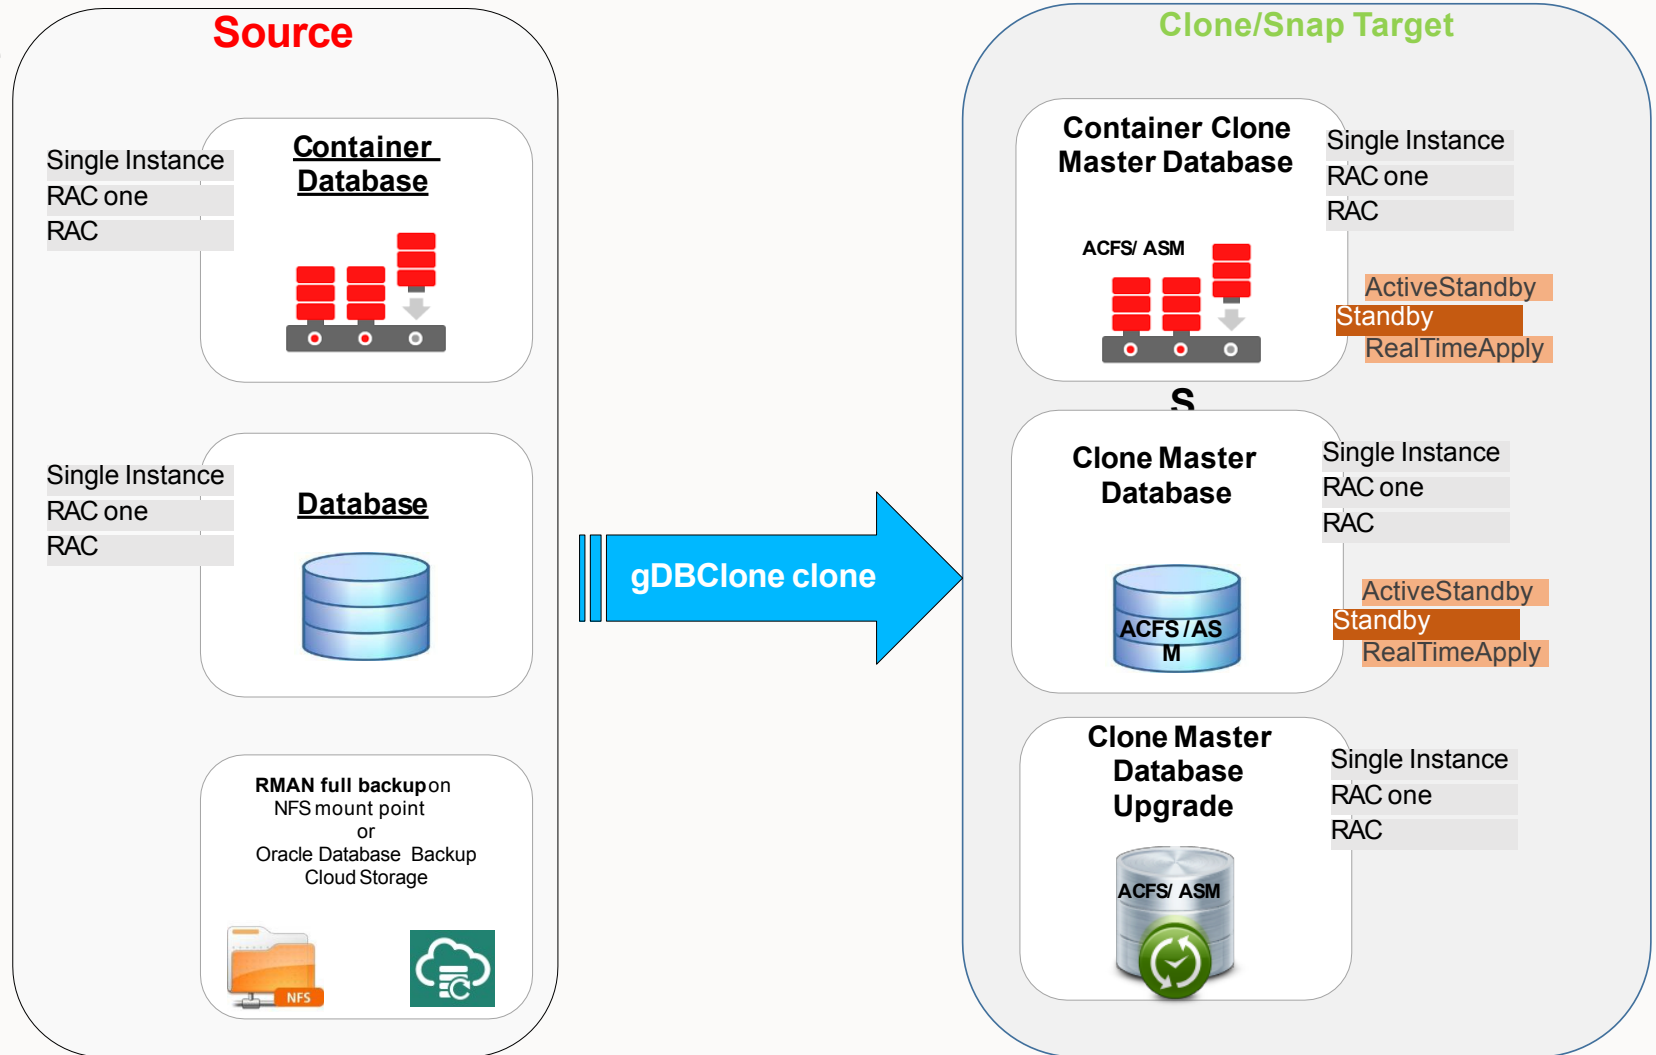 Source
Container
Database
Single Instance
RAC one
RAC
Database
Single Instance
RAC one
RAC
RMAN full backup on
NFS mount point
or
Oracle Database Backup
Cloud Storage
NFS
gDBClone clone
Clone/Snap Target
Container Clone
Master Database
ACFS/ ASM
Single Instance
RAC one
RAC
ActiveStandby
Standby
RealTimeApply
S
Clone Master
Database
ACFS / AS
M
Single Instance
RAC one
RAC
ActiveStandby
Standby
RealTimeApply
Clone Master
Database
Upgrade
ACFS/ ASM
Single Instance
RAC one
RAC